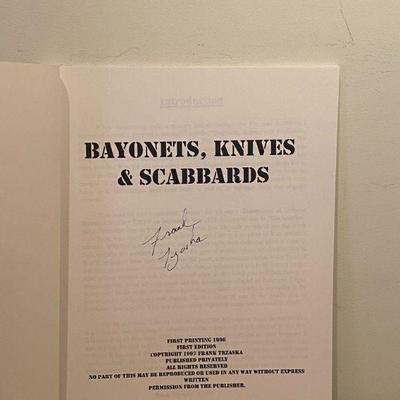 BAYONETS, KNIVES
& SCABBARDS
Frank
Trzaska
FIRST PRINTING 1996
FIRST EDITION
COPYRIGHT 1997 FRANK TRZASKA
PUBLISHED PRIVATELY
ALL RIGHTS RESERVED
NO PART OF THIS MAY BE REPRODUCED OR USED IN ANY WAY WITHOUT EXPRESS
WRITTEN
PERMISSION FROM THE PUBLISHER.